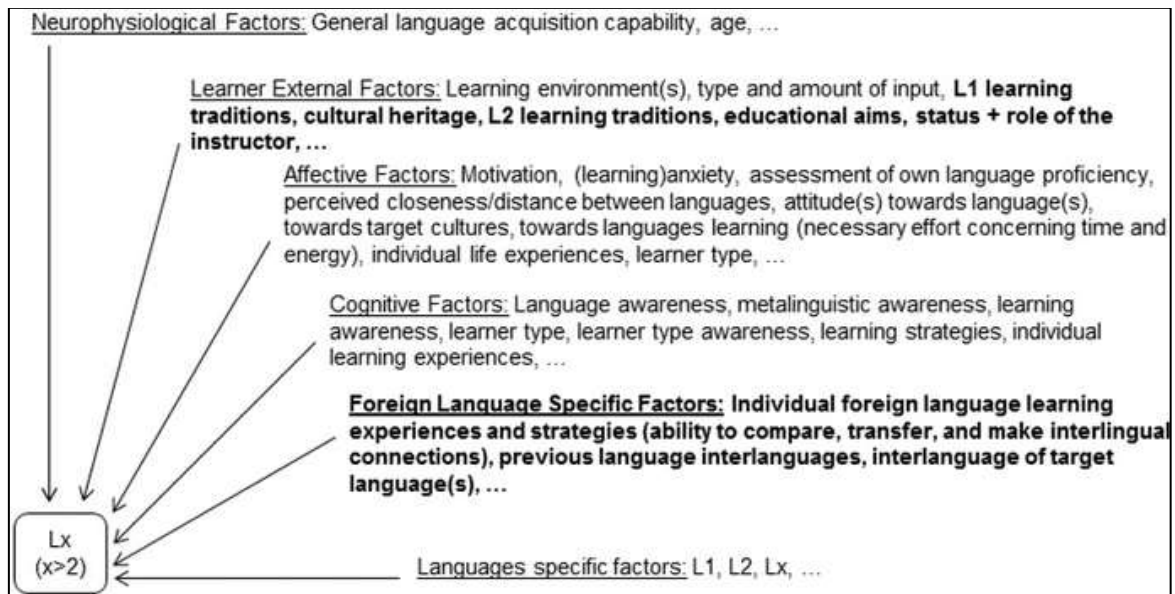 Neurophysiological Factors: General language acquisition capability, age, …
Learner External Factors: Learning environment(s), type and amount of input, L1 learning
traditions, cultural heritage, L2 learning traditions, educational aims, status + role of the
instructor, …
Affective Factors: Motivation, (learning)anxiety, assessment of own language proficiency,
perceived closeness/distance between languages, attitude(s) towards language(s),
towards target cultures, towards languages learning (necessary effort concerning time and
energy), individual life experiences, learner type, …
Cognitive Factors: Language awareness, metalinguistic awareness, learning
awareness, learner type, learner type awareness, learning strategies, individual
learning experiences, …
Foreign Language Specific Factors: Individual foreign language learning
experiences and strategies (ability to compare, transfer, and make interlingual
connections), previous language interlanguages, interlanguage of target
language(s), …
Lx
(x>2)
Languages specific factors: L1, L2, Lx, …